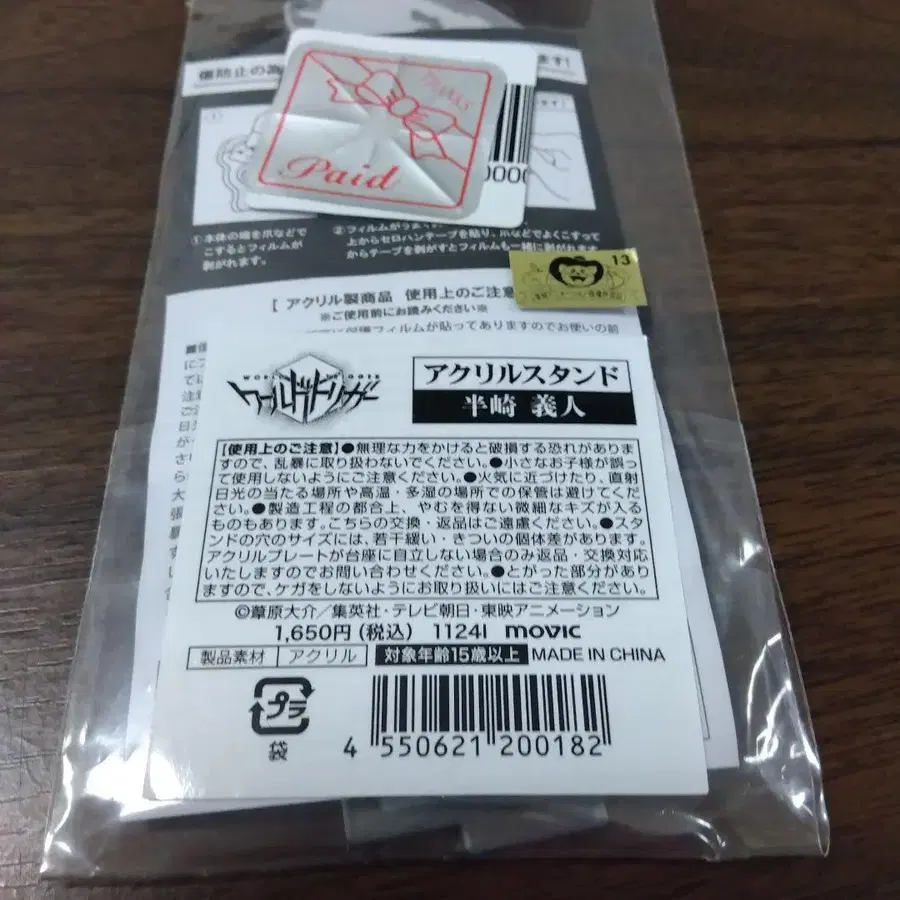 傷防止の為
ます!
Paid
000
①
①本体の端を爪などで
こするとフィルムが
剥がれます。
上からセロハンテープを貼り、爪などでよくこすって
からテープを剥がすとフィルムも一緒に剥がれます
13
[ アクリル製商品 使用上のご注意
※ご使用前にお読みください※
保護フィルムが貼ってありますのでお使いの前
ワールドトリガー
アクリルスタンド
半崎 義人
[使用上のご注意]●無理な力をかけると破損する恐れがありま
すので、乱暴に取り扱わないでください。●小さなお子様が誤っ
て使用しないようにご注意ください。●火気に近づけたり、直射
日光の当たる場所や高温・多湿の場所での保管は避けてくだ
さい。●製造工程の都合上、やむを得ない微細なキズが入る
ものもあります。こちらの交換・返品はご遠慮ください。●スタ
ンドの穴のサイズには、若干緩い・きついの個体差があります。
アクリルプレートが台座に自立しない場合のみ返品・交換対応
いたしますのでお問い合わせください。●とがった部分があり
ますので、ケガをしないようにお取り扱いにはご注意ください。
©葦原大介/集英社・テレビ朝日・東映アニメーション
1,650円(税込) 1124I movic
製品素材 アクリル 対象年齢15歳以上 MADE IN CHINA
プラ
袋
4 550621 200182